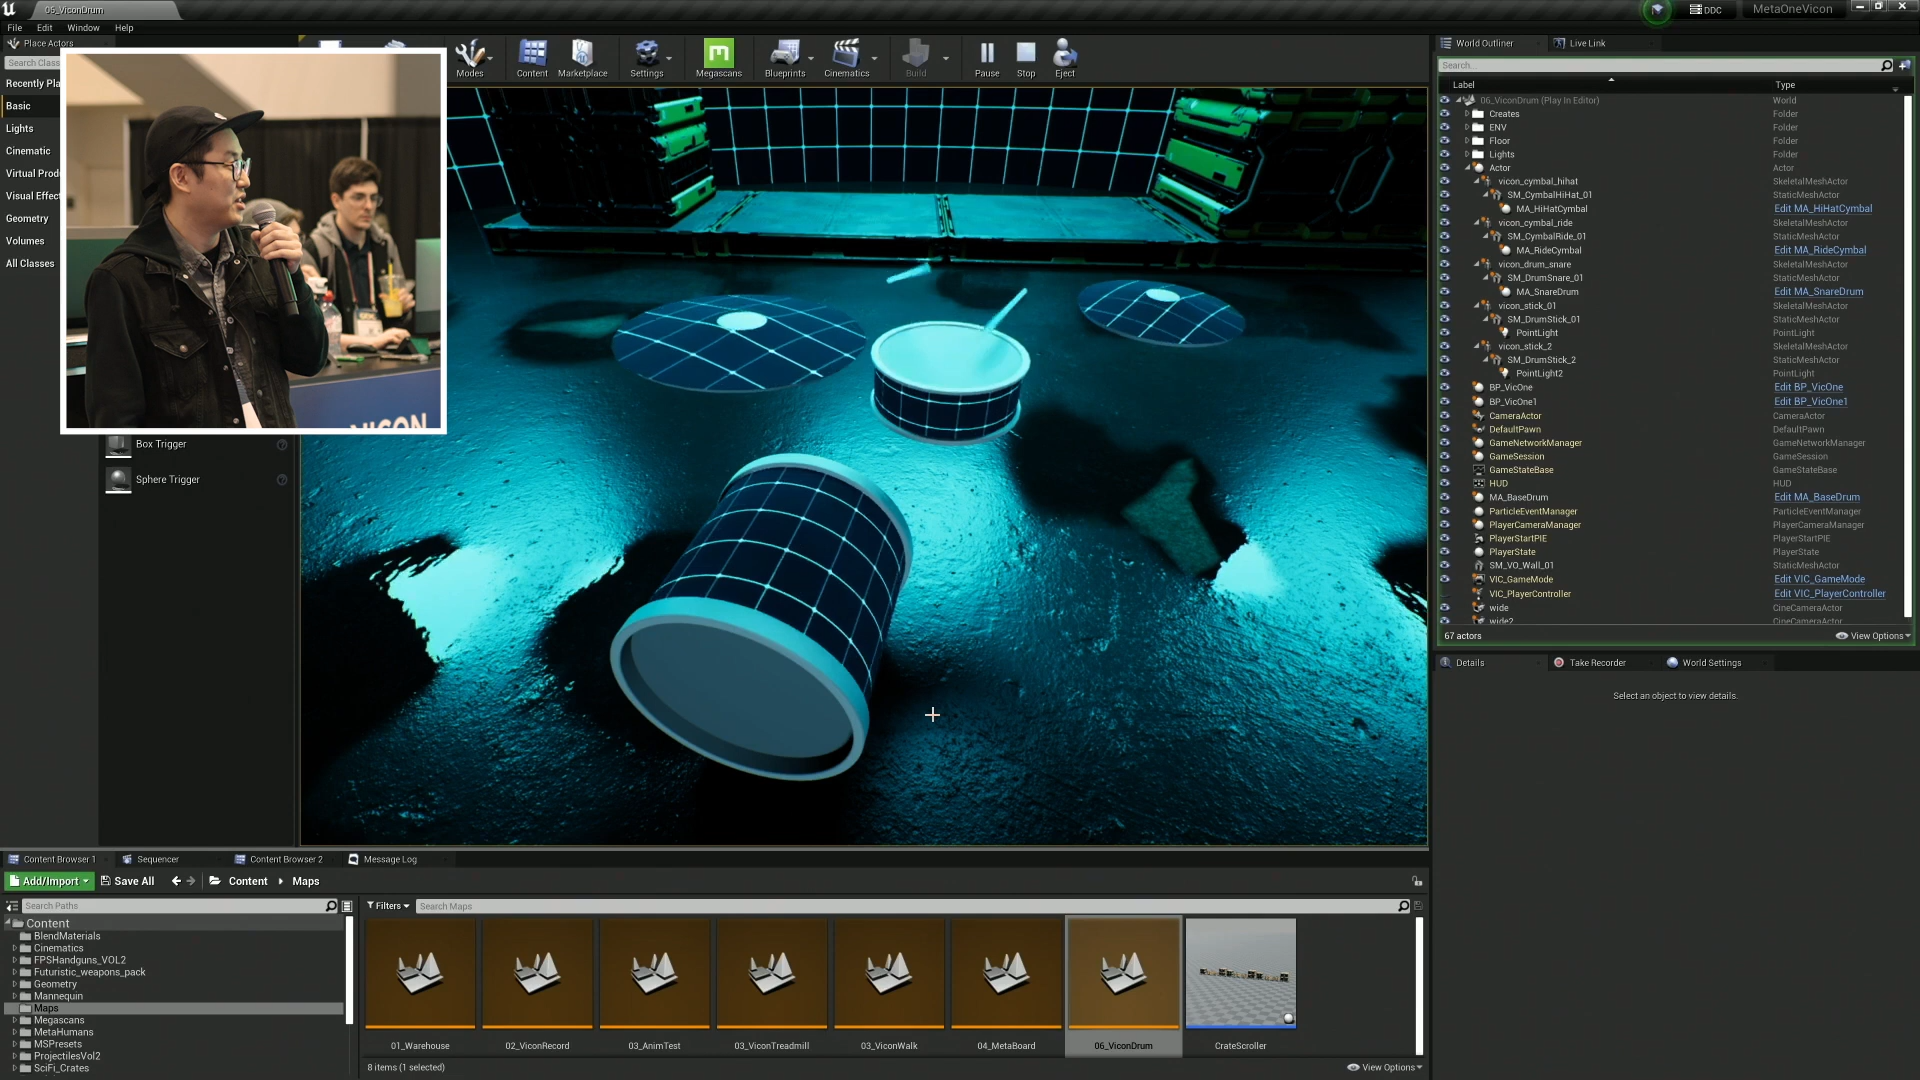 06_ViconDrum
DDC
MetaOneVicon
File Edit Window Help
Place Actors
Search Class
Recently Pla
Basic
Lights
Cinematic
Virtual Prod
Visual Effect
Geometry
Volumes
All Classes
Box Trigger
Sphere Trigger
VICON
Modes
Content
Marketplace
Settings
Megascans
Blueprints
Cinematics
Build
Pause
Stop
Eject
World Outliner
Live Link
Search...
Label Type
06_ViconDrum (Play In Editor) World
Creates Folder
ENV Folder
Floor Folder
Lights Folder
Actor Actor
vicon_cymbal_hihat SkeletalMeshActor
SM_CymbalHiHat_01 StaticMeshActor
MA_HiHatCymbal Edit MA_HiHatCymbal
vicon_cymbal_ride SkeletalMeshActor
SM_CymbalRide_01 StaticMeshActor
MA_RideCymbal Edit MA_RideCymbal
vicon_drum_snare SkeletalMeshActor
SM_DrumSnare_01 StaticMeshActor
MA_SnareDrum Edit MA_SnareDrum
vicon_stick_01 SkeletalMeshActor
SM_DrumStick_01 StaticMeshActor
PointLight PointLight
vicon_stick_2 SkeletalMeshActor
SM_DrumStick_2 StaticMeshActor
PointLight2 PointLight
BP_VicOne Edit BP_VicOne
BP_VicOne1 Edit BP_VicOne1
CameraActor CameraActor
DefaultPawn DefaultPawn
GameNetworkManager GameNetworkManager
GameSession GameSession
GameStateBase GameStateBase
HUD HUD
MA_BaseDrum Edit MA_BaseDrum
ParticleEventManager ParticleEventManager
PlayerCameraManager PlayerCameraManager
PlayerStartPIE PlayerStartPIE
PlayerState PlayerState
SM_VO_Wall_01 StaticMeshActor
VIC_GameMode Edit VIC_GameMode
VIC_PlayerController Edit VIC_PlayerController
wide CineCameraActor
wide2 CineCameraActor
67 actors View Options
Details
Take Recorder
World Settings
Select an object to view details.
Content Browser 1
Sequencer
Content Browser 2
Message Log
Add/Import Save All Content Maps
Search Paths
Content
BlendMaterials
Cinematics
FPSHandguns_VOL2
Futuristic_weapons_pack
Geometry
Mannequin
Maps
Megascans
MetaHumans
MSPresets
ProjectilesVol2
SciFi_Crates
Filters Search Maps
01_Warehouse
02_ViconRecord
03_AnimTest
03_ViconTreadmill
03_ViconWalk
04_MetaBoard
06_ViconDrum
CrateScroller
8 items (1 selected) View Options